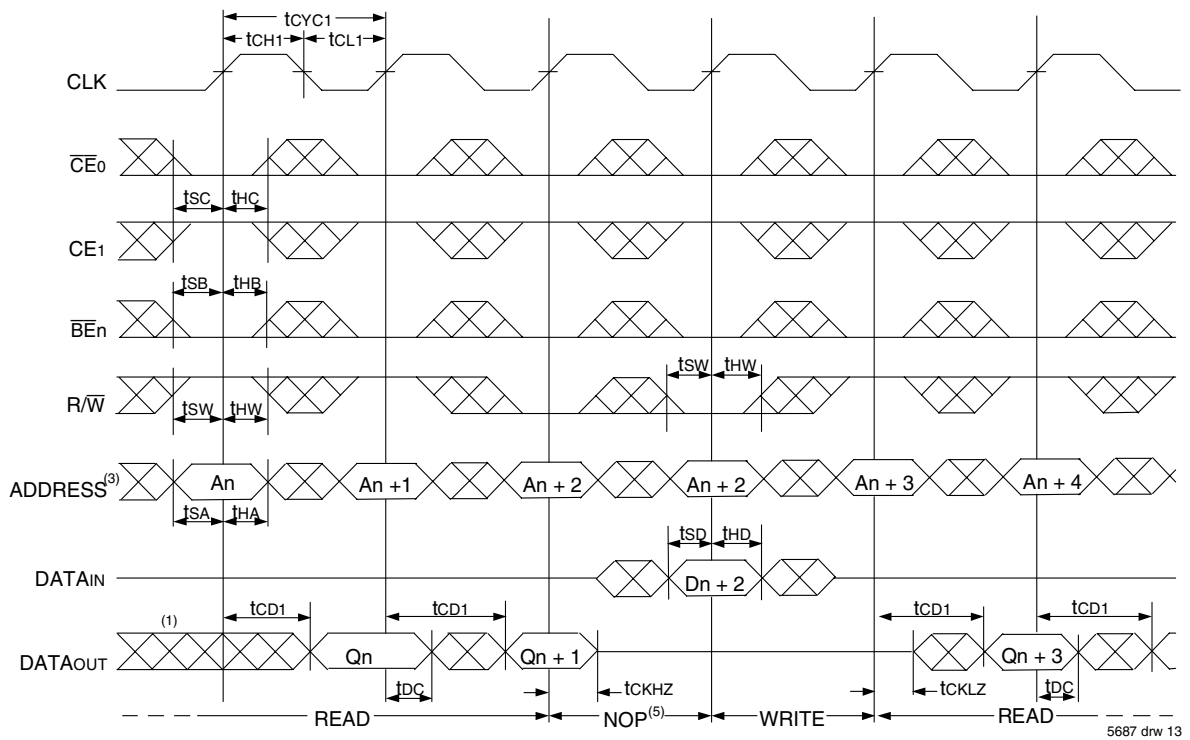 tCYC1
tCH1 tCL1
CLK
CE0
tSC tHC
CE1
tSB tHB
BEn
tSW tHW
R/W
tSW tHW
ADDRESS(3) An An +1 An + 2 An + 2 An + 3 An + 4
tSA tHA
tSD tHD
DATAIN Dn + 2
(1) tCD1 tCD1 tCD1 tCD1
DATAOUT Qn Qn + 1 Qn + 3
tDC tCKHZ tCKLZ tDC
READ NOP(5) WRITE READ
5687 drw 13